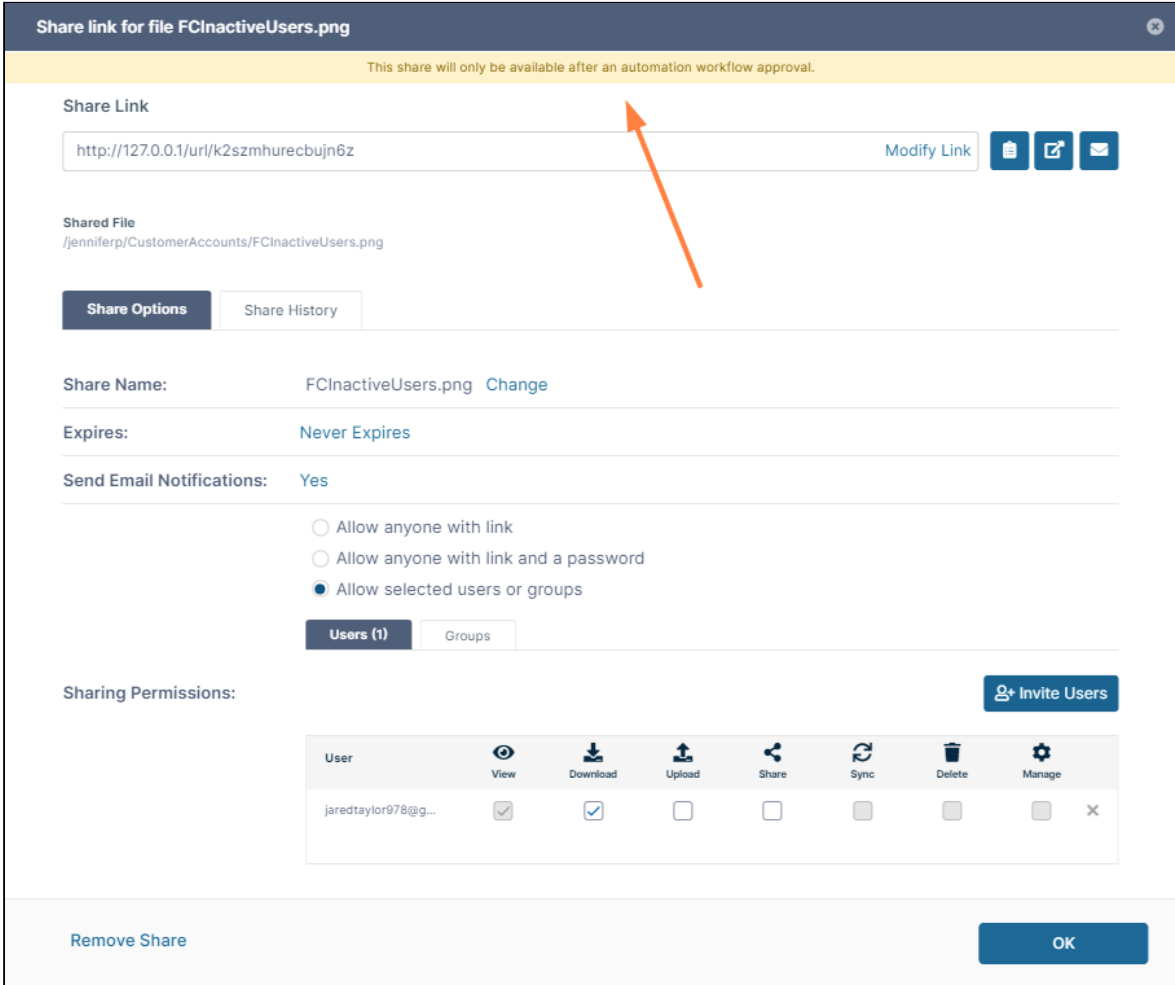 Share link for file FCInactiveUsers.png
This share will only be available after an automation workflow approval.
Share Link
http://127.0.0.1/url/k2szmhurecbujn6z Modify Link
Shared File
/jenniferp/CustomerAccounts/FCInactiveUsers.png
Share Options Share History
Share Name: FCInactiveUsers.png Change
Expires: Never Expires
Send Email Notifications: Yes
Allow anyone with link
Allow anyone with link and a password
Allow selected users or groups
Users (1) Groups
Sharing Permissions: Invite Users
User View Download Upload Share Sync Delete Manage
jaredtaylor978@g...
Remove Share OK